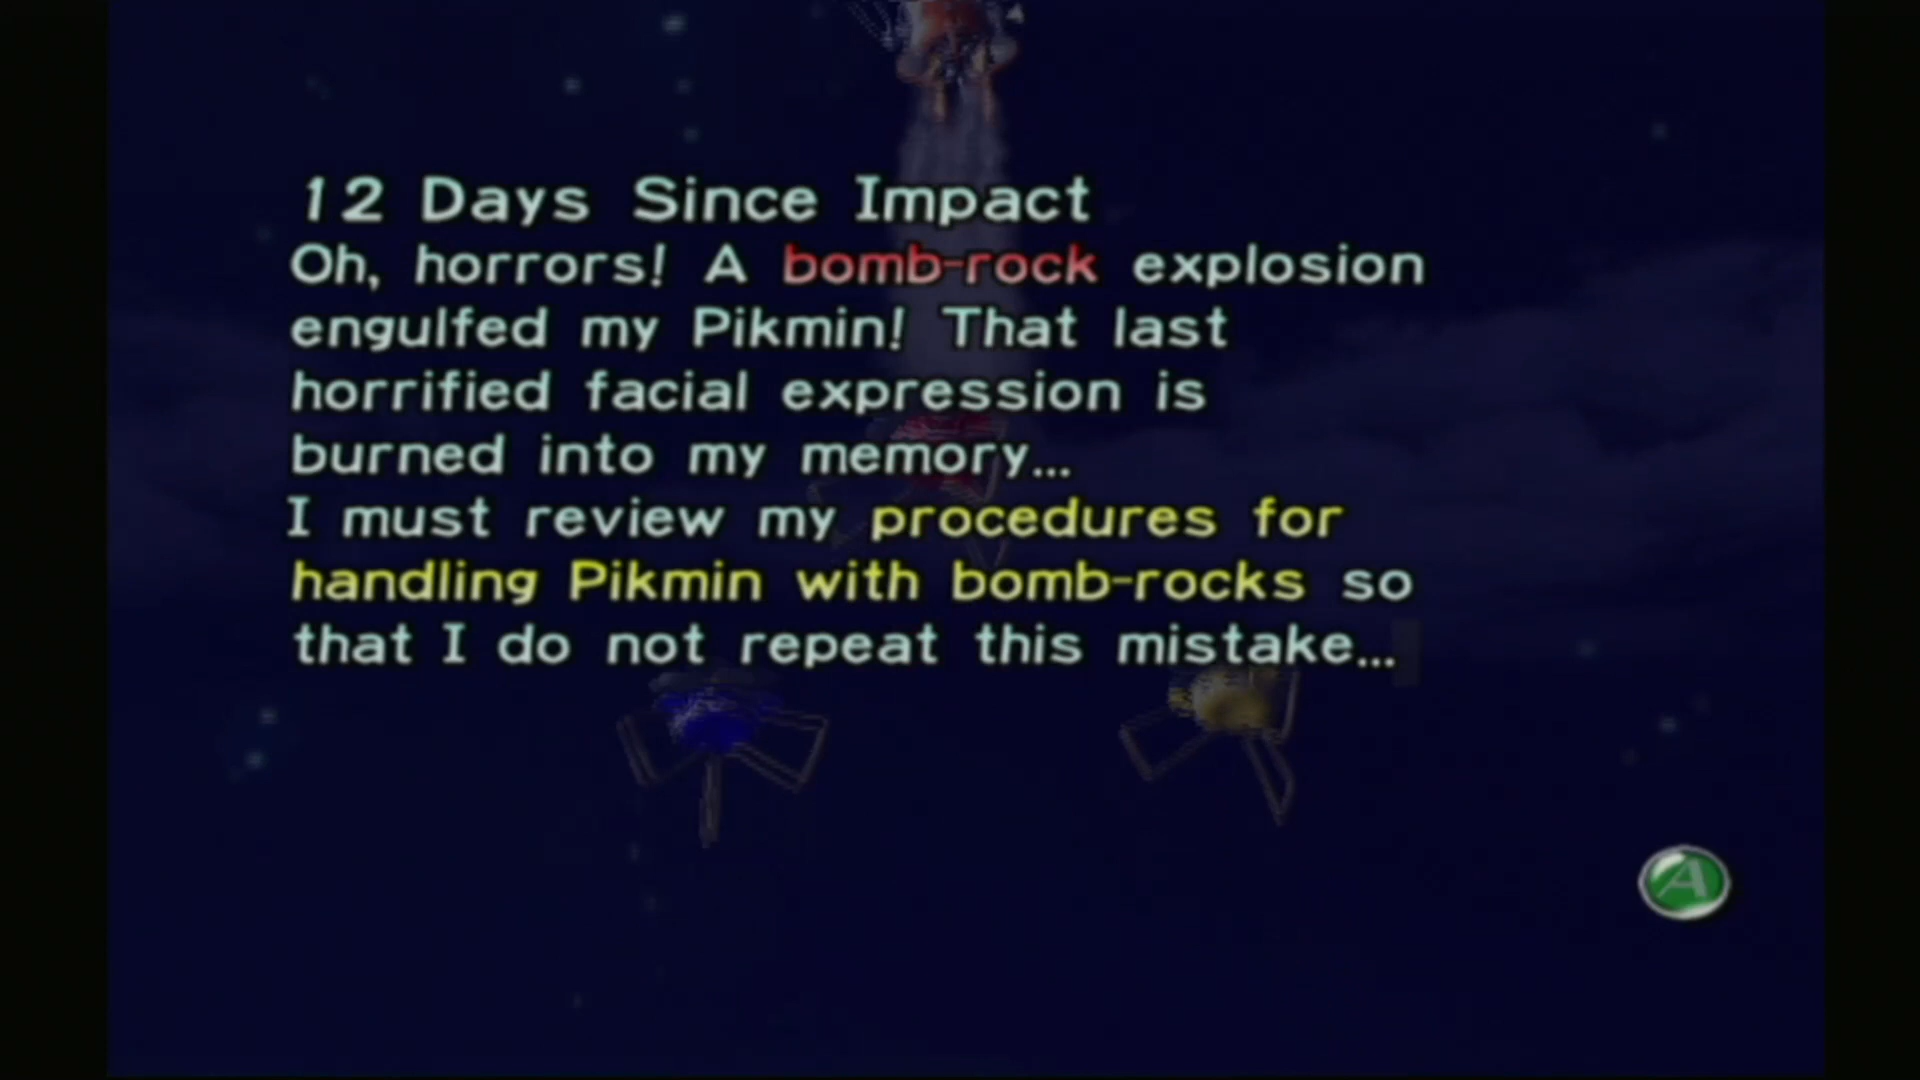 12 Days Since Impact
Oh, horrors! A bomb-rock explosion
engulfed my Pikmin! That last
horrified facial expression is
burned into my memory...
I must review my procedures for
handling Pikmin with bomb-rocks so
that I do not repeat this mistake...
A